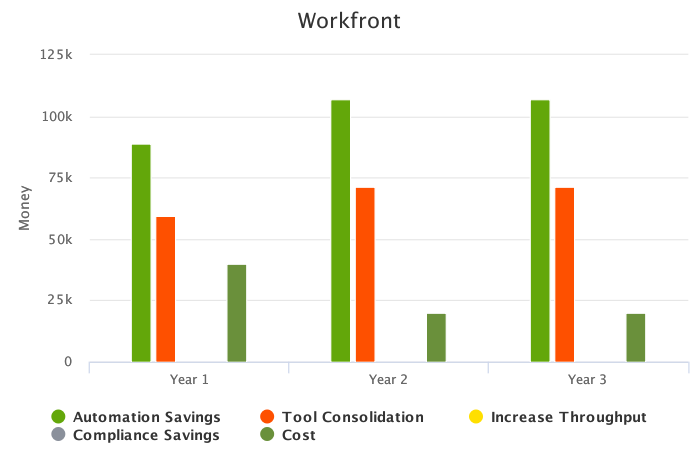 Workfront
125k
100k
75k
50k
25k
0
Money
Year 1 Year 2 Year 3
Automation Savings Tool Consolidation Increase Throughput
Compliance Savings Cost